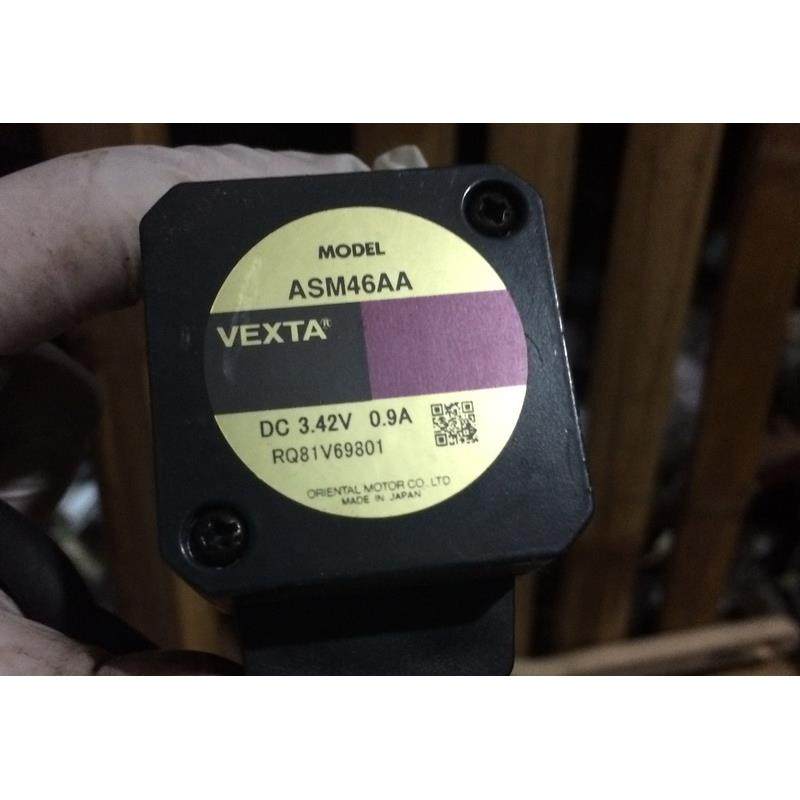 MODEL
ASM46AA
VEXTA®
DC 3.42V 0.9A
RQ81V69801
ORIENTAL MOTOR CO. LTD
MADE IN JAPAN